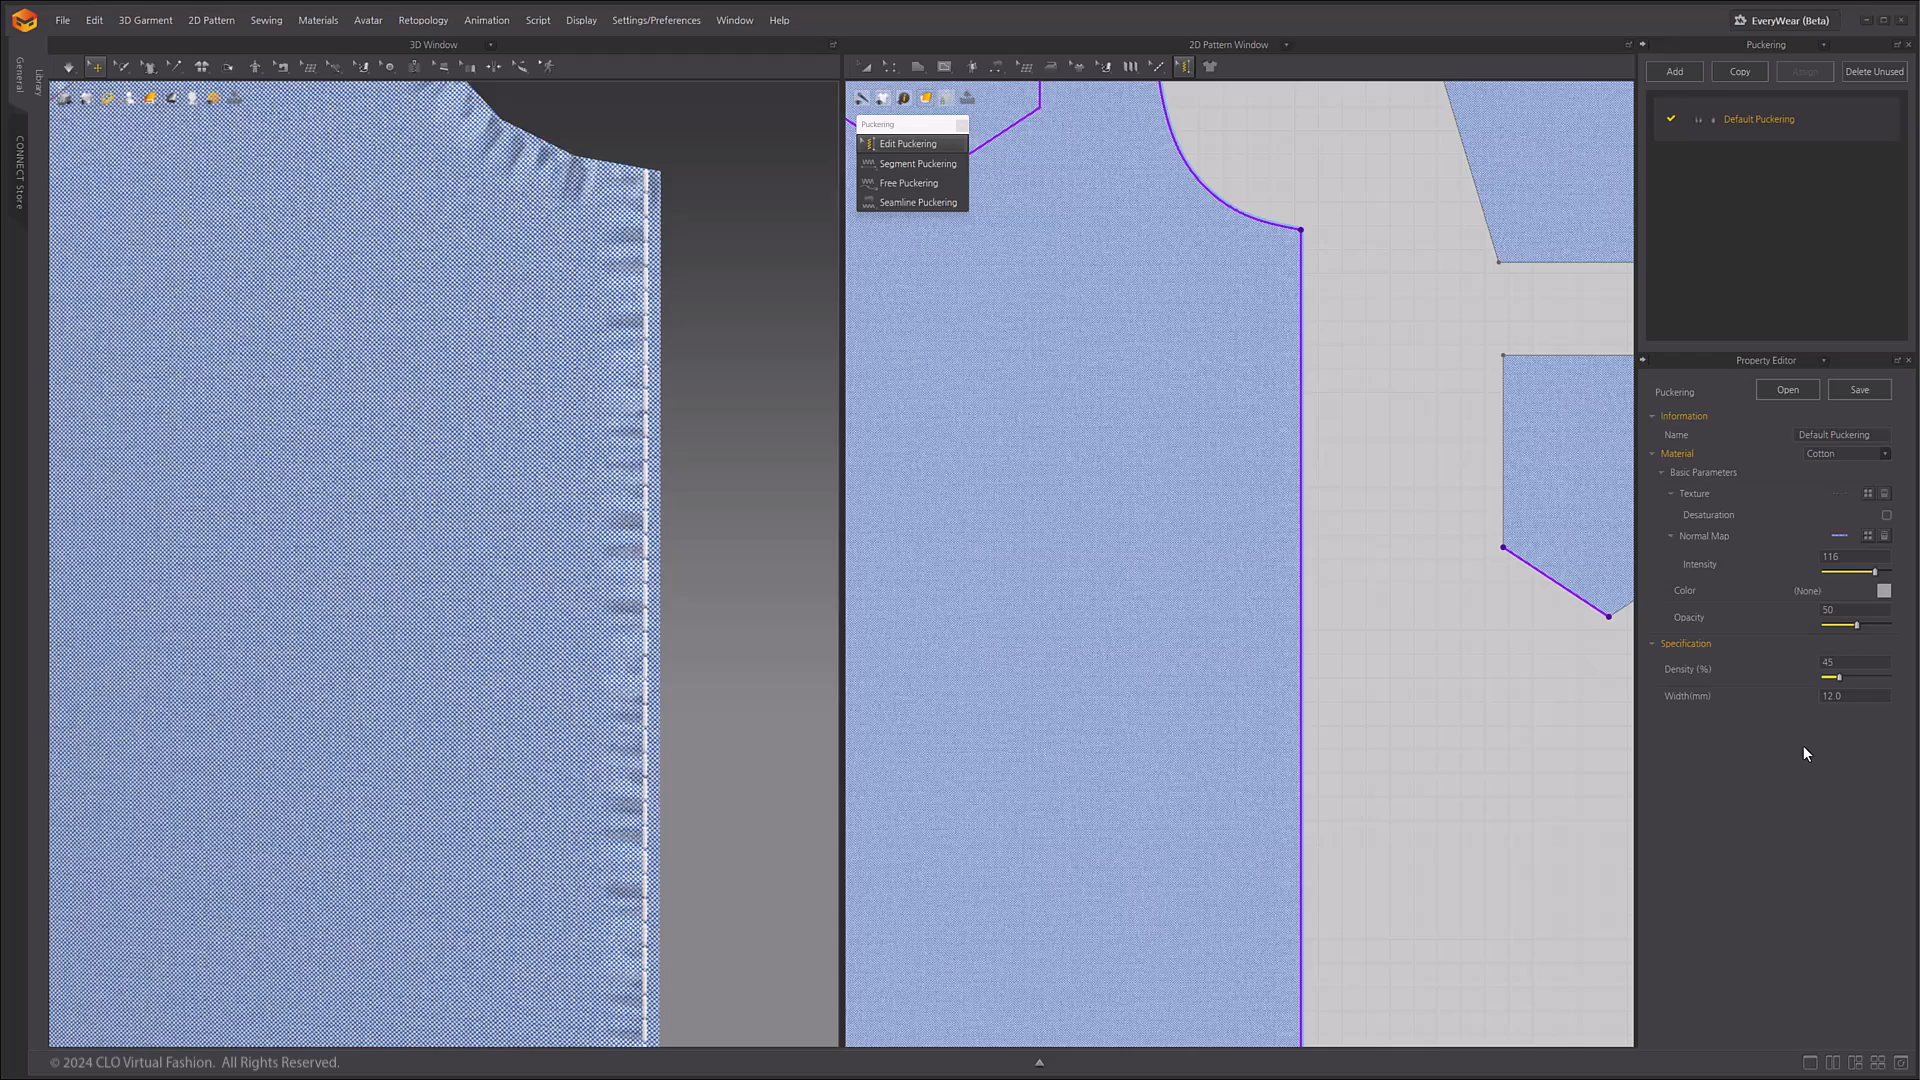 File Edit 3D Garment 2D Pattern Sewing Materials Avatar Retopology Animation Script Display Settings/Preferences Window Help
EveryWear (Beta)
3D Window
2D Pattern Window
Puckering
General
Library
CONNECT Store
Add Copy Assign Delete Unused
Default Puckering
Puckering
Edit Puckering
Segment Puckering
Free Puckering
Seamline Puckering
Property Editor
Puckering Open Save
Information
Name Default Puckering
Material Cotton
Basic Parameters
Texture
Desaturation
Normal Map
116
Intensity
Color (None)
50
Opacity
Specification
45
Density (%)
Width(mm) 12.0
© 2024 CLO Virtual Fashion. All Rights Reserved.